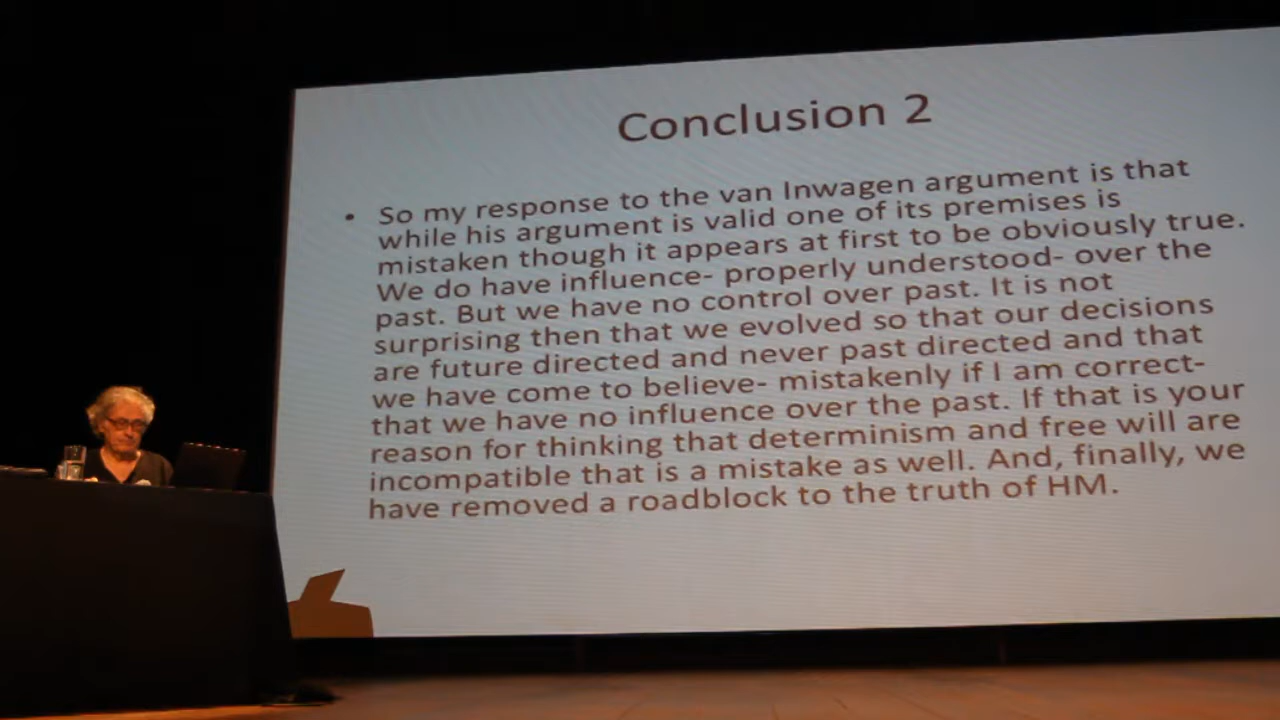 Conclusion 2
• So my response to the van Inwagen argument is that
while his argument is valid one of its premises is
mistaken though it appears at first to be obviously true.
We do have influence- properly understood- over the
past. But we have no control over past. It is not
surprising then that we evolved so that our decisions
are future directed and never past directed and that
we have come to believe- mistakenly if I am correct-
that we have no influence over the past. If that is your
reason for thinking that determinism and free will are
incompatible that is a mistake as well. And, finally, we
have removed a roadblock to the truth of HM.